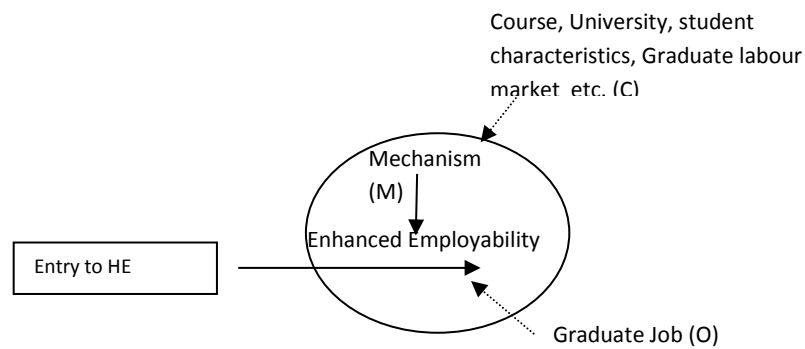 Course, University, student
characteristics, Graduate labour
market etc. (C)
Mechanism
(M)
Enhanced Employability
Entry to HE
Graduate Job (O)